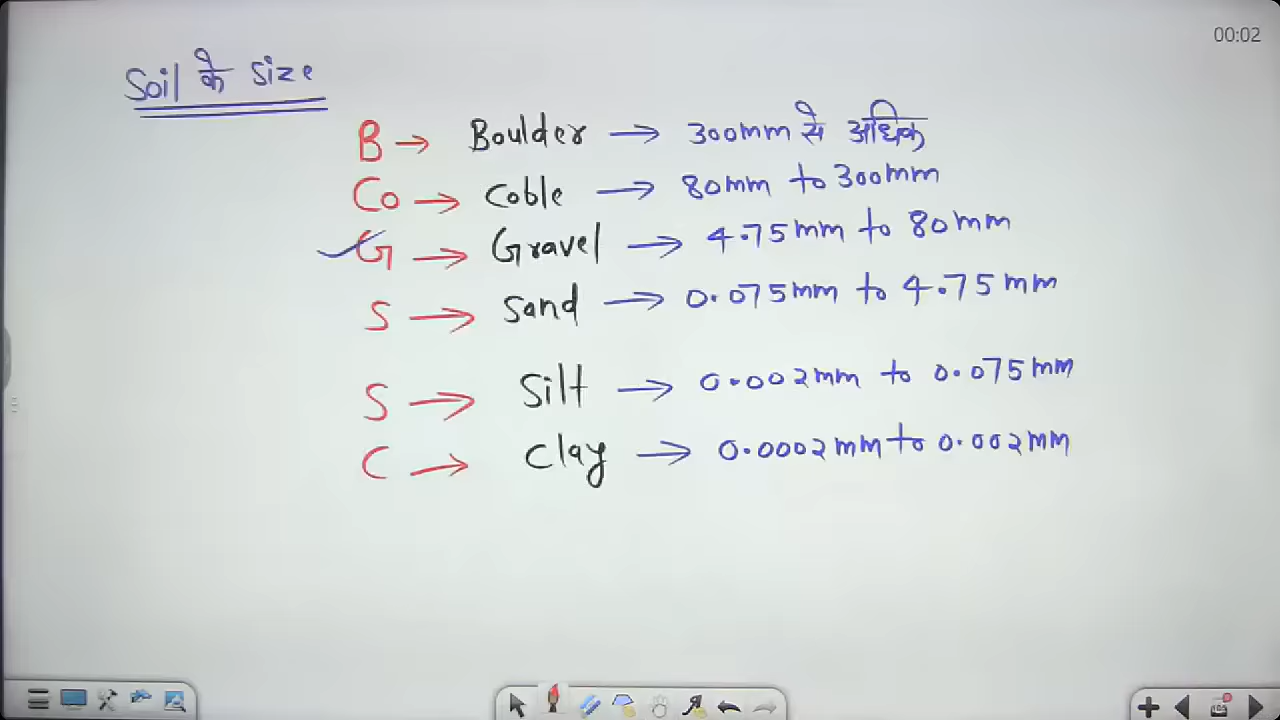 00:02
Soil के size
B → Boulder → 300mm से अधिक
Co → Coble → 80mm to 300mm
G → Gravel → 4.75mm to 80mm
S → Sand → 0.075mm to 4.75mm
S → Silt → 0.002mm to 0.075mm
C → Clay → 0.0002mm to 0.002mm